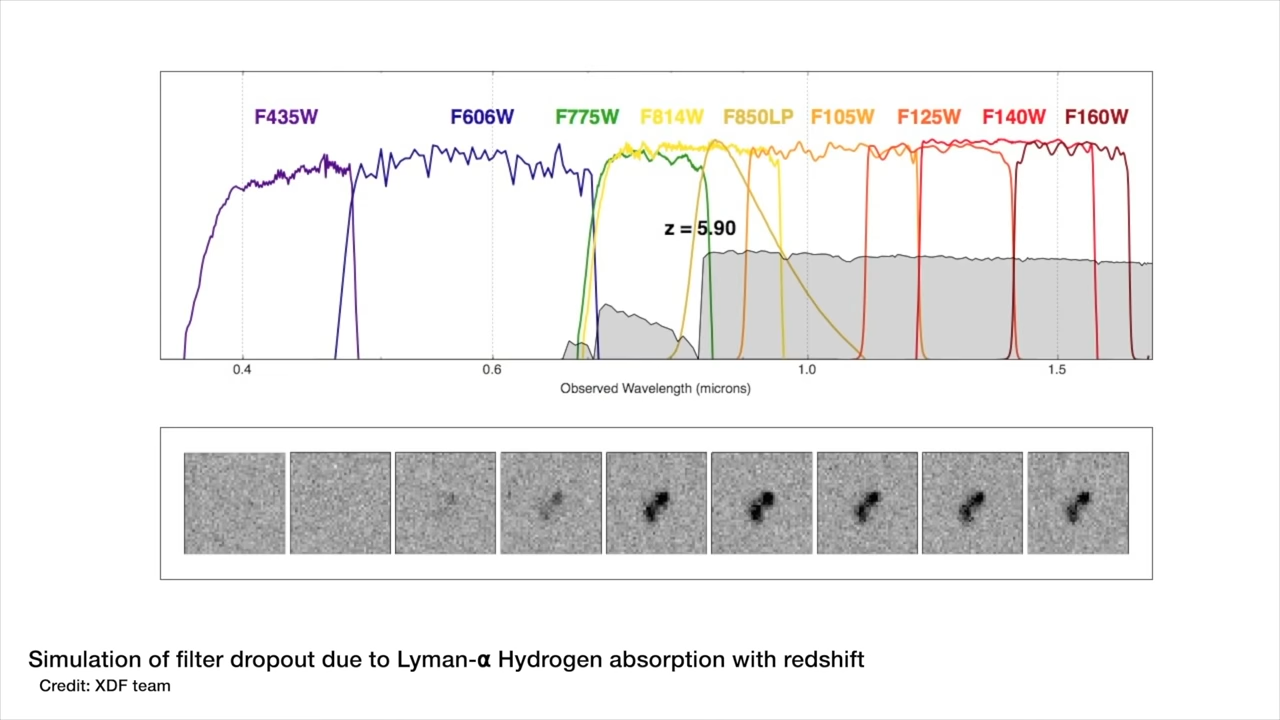 F435W F606W F775W F814W F850LP F105W F125W F140W F160W
z = 5.90
0.4 0.6 1.0 1.5
Observed Wavelength (microns)
Simulation of filter dropout due to Lyman-α Hydrogen absorption with redshift
Credit: XDF team